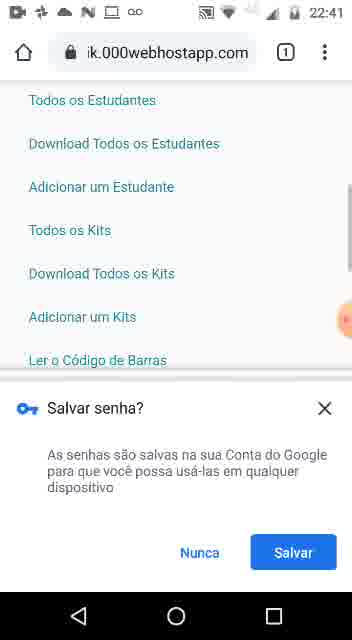 22:41
ik.000webhostapp.com
1
Todos os Estudantes
Download Todos os Estudantes
Adicionar um Estudante
Todos os Kits
Download Todos os Kits
Adicionar um Kits
Ler o Código de Barras
Salvar senha?
As senhas são salvas na sua Conta do Google
para que você possa usá-las em qualquer
dispositivo
Nunca
Salvar